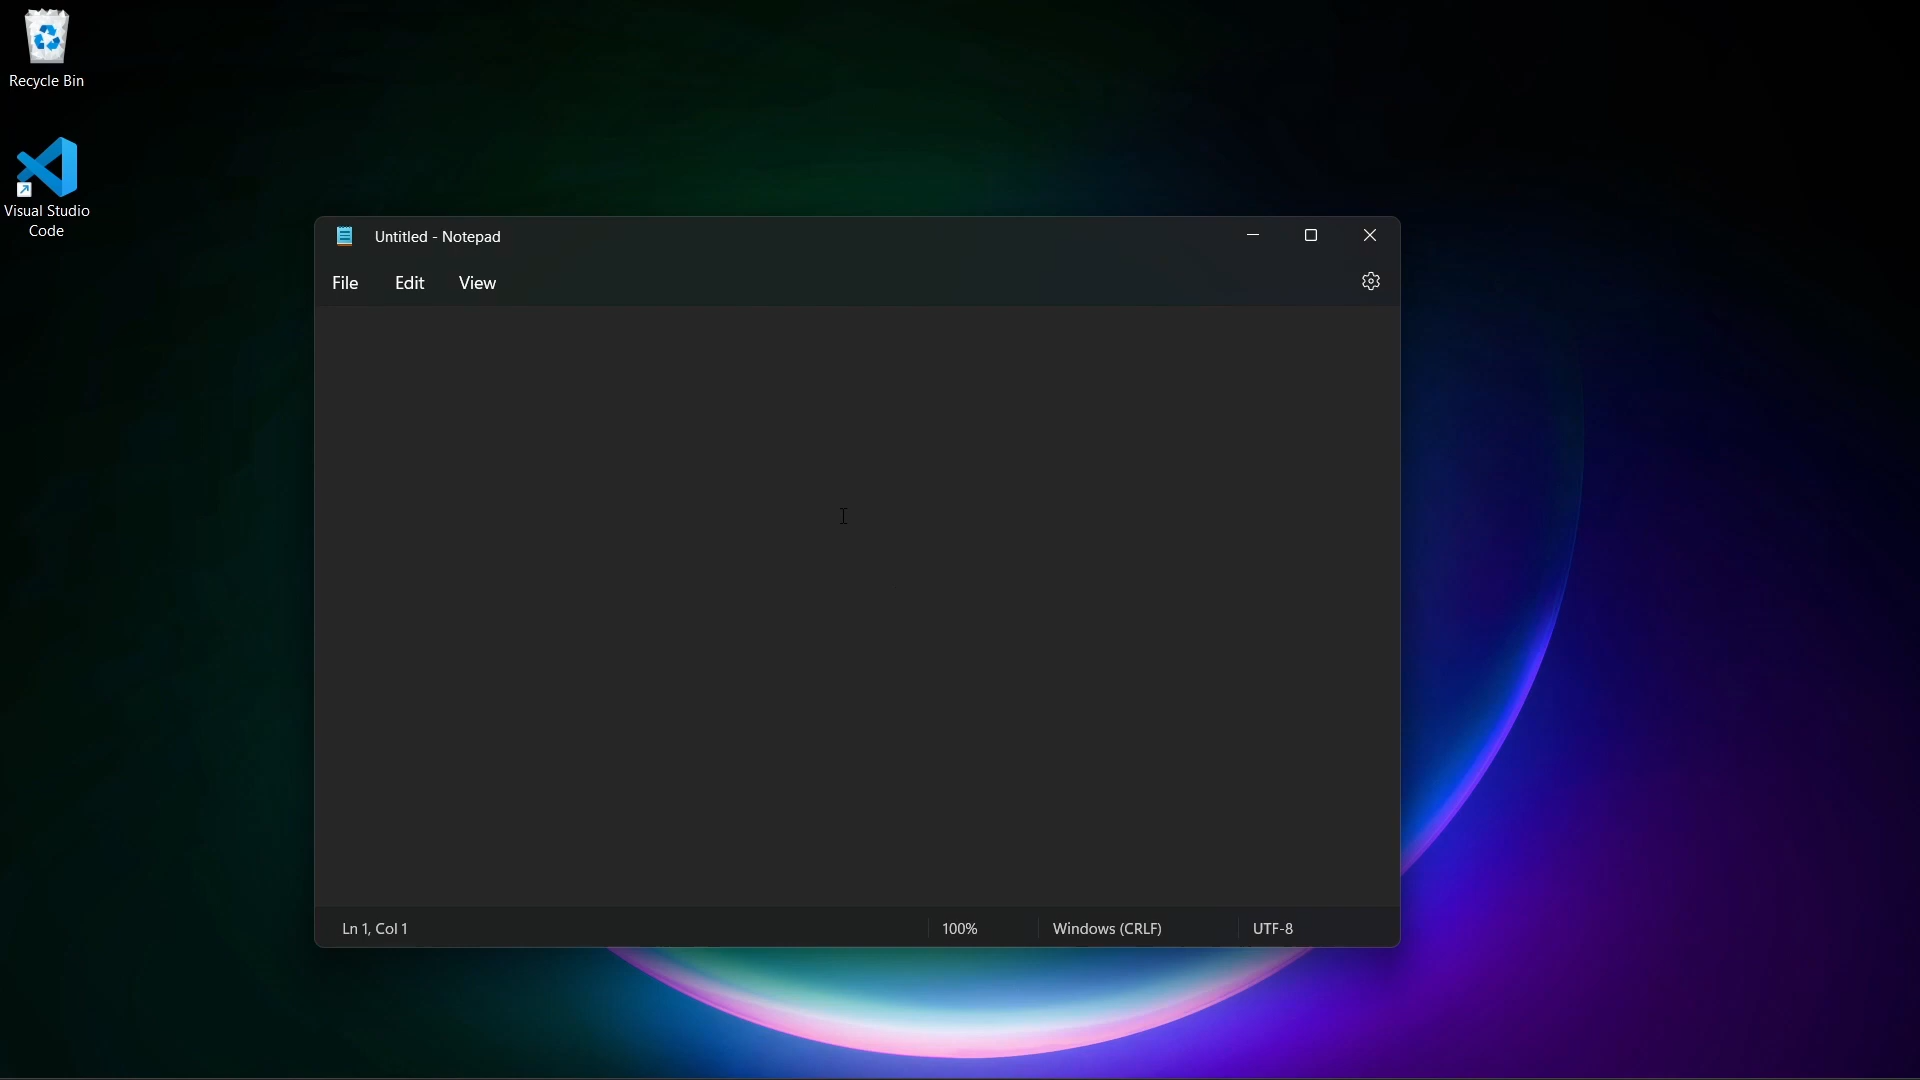 Recycle Bin
Visual Studio
Code
Untitled - Notepad
File Edit View
Ln 1, Col 1 100% Windows (CRLF) UTF-8